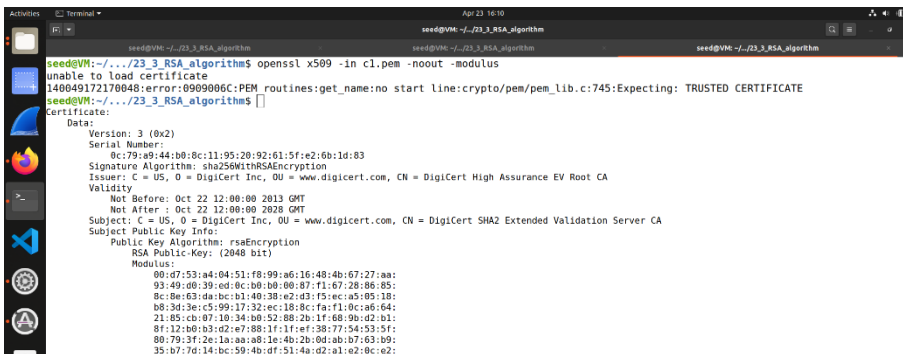 Activities
Terminal
Apr 23 16:10
seed@VM: ~/.../23_3_RSA_algorithm
seed@VM: ~/.../23_3_RSA_algorithm
seed@VM: ~/.../23_3_RSA_algorithm
seed@VM: ~/.../23_3_RSA_algorithm
seed@VM:~/.../23_3_RSA_algorithm$ openssl x509 -in c1.pem -noout -modulus
unable to load certificate
140049172170048:error:0909006C:PEM routines:get_name:no start line:crypto/pem/pem_lib.c:745:Expecting: TRUSTED CERTIFICATE
seed@VM:~/.../23_3_RSA_algorithm$
Certificate:
Data:
Version: 3 (0x2)
Serial Number:
0c:79:a9:44:b0:8c:11:95:20:92:61:5f:e2:6b:1d:83
Signature Algorithm: sha256WithRSAEncryption
Issuer: C = US, O = DigiCert Inc, OU = www.digicert.com, CN = DigiCert High Assurance EV Root CA
Validity
Not Before: Oct 22 12:00:00 2013 GMT
Not After : Oct 22 12:00:00 2028 GMT
Subject: C = US, O = DigiCert Inc, OU = www.digicert.com, CN = DigiCert SHA2 Extended Validation Server CA
Subject Public Key Info:
Public Key Algorithm: rsaEncryption
RSA Public-Key: (2048 bit)
Modulus:
00:d7:53:a4:04:51:f8:99:a6:16:48:4b:67:27:aa:
93:49:d0:39:ed:0c:b0:b0:00:87:f1:67:28:86:85:
8c:8e:63:da:bc:b1:40:38:e2:d3:f5:ec:a5:05:18:
b8:3d:3e:c5:99:17:32:ec:18:8c:fa:f1:0c:a6:64:
21:85:cb:07:10:34:b0:52:88:2b:1f:68:9b:d2:b1:
8f:12:b0:b3:d2:e7:88:1f:1f:ef:38:77:54:53:5f:
80:79:3f:2e:1a:aa:a8:1e:4b:2b:0d:ab:b7:63:b9:
35:b7:7d:14:bc:59:4b:df:51:4a:d2:a1:e2:0c:e2: